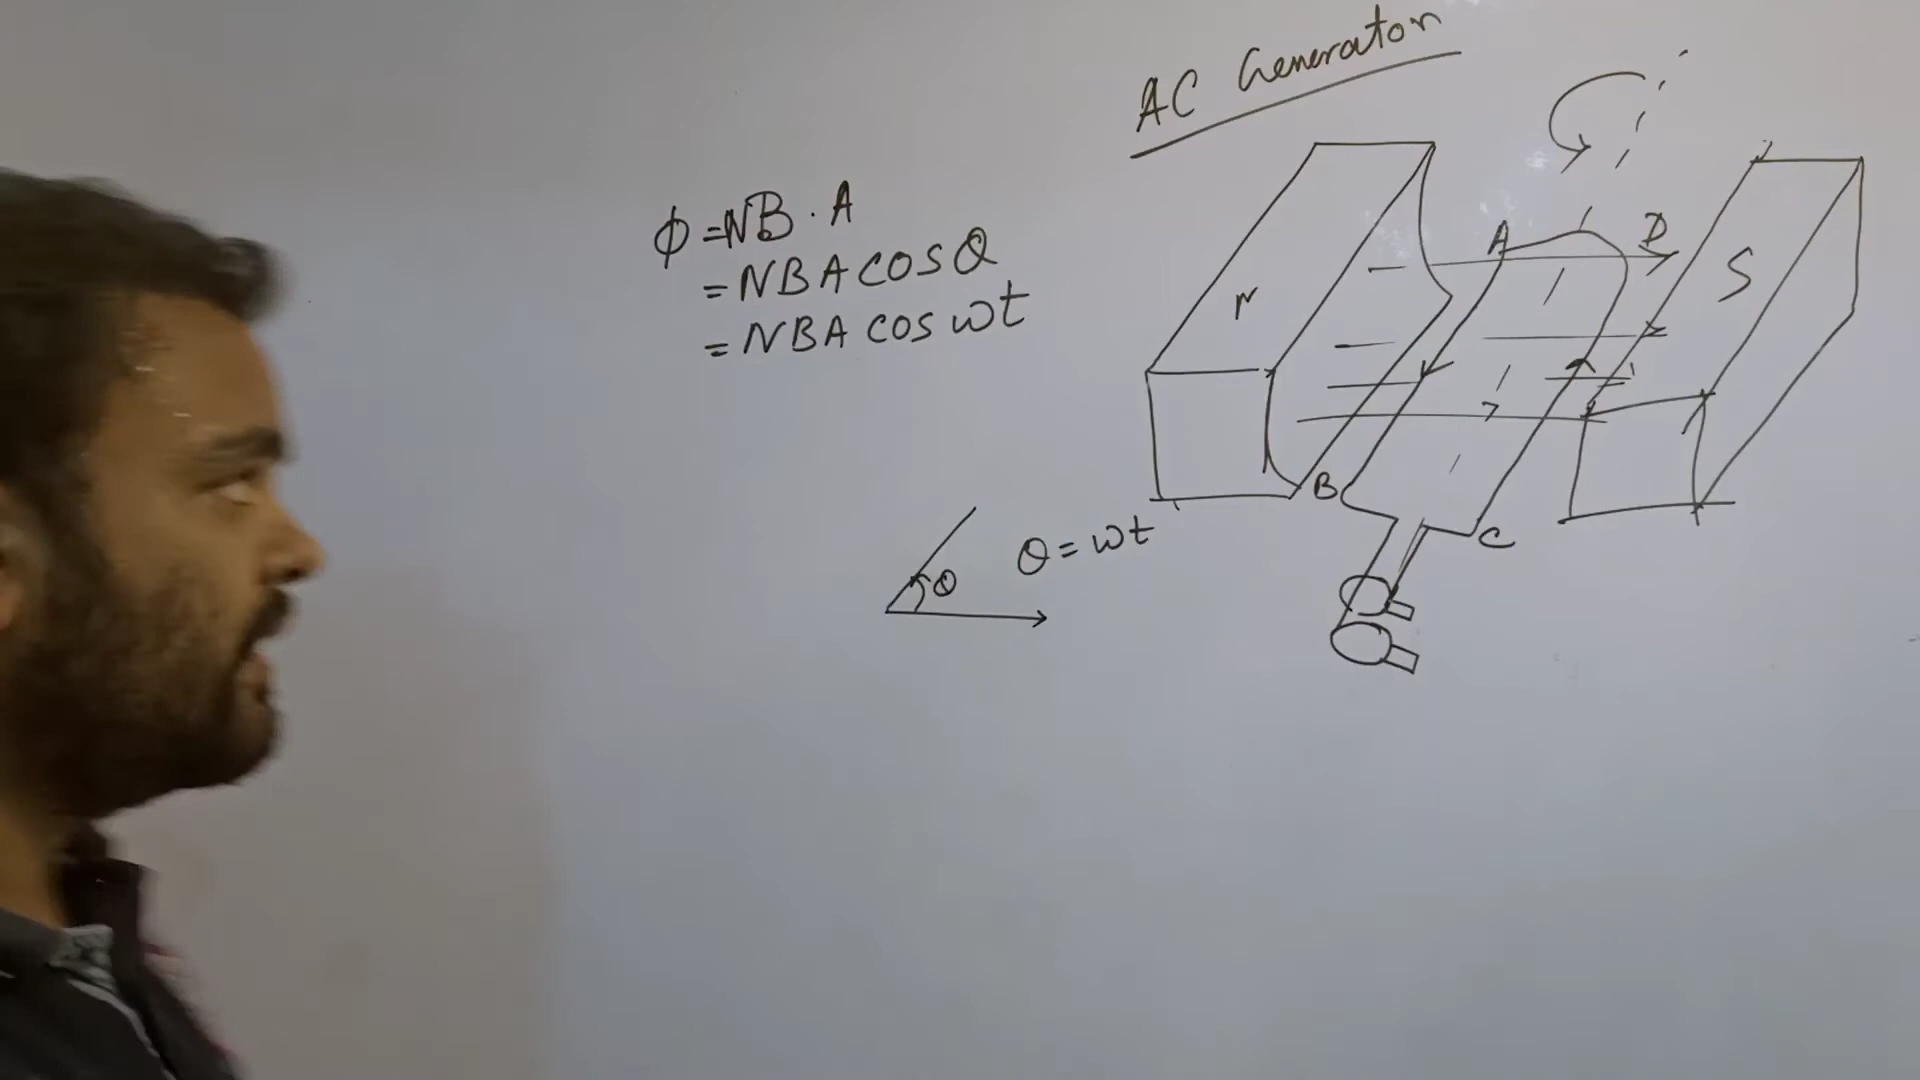 AC Generator
ϕ = NB . A
= NBA cos θ
= NBA cos ωt
N
A
D
S
B
C
θ
θ = ωt